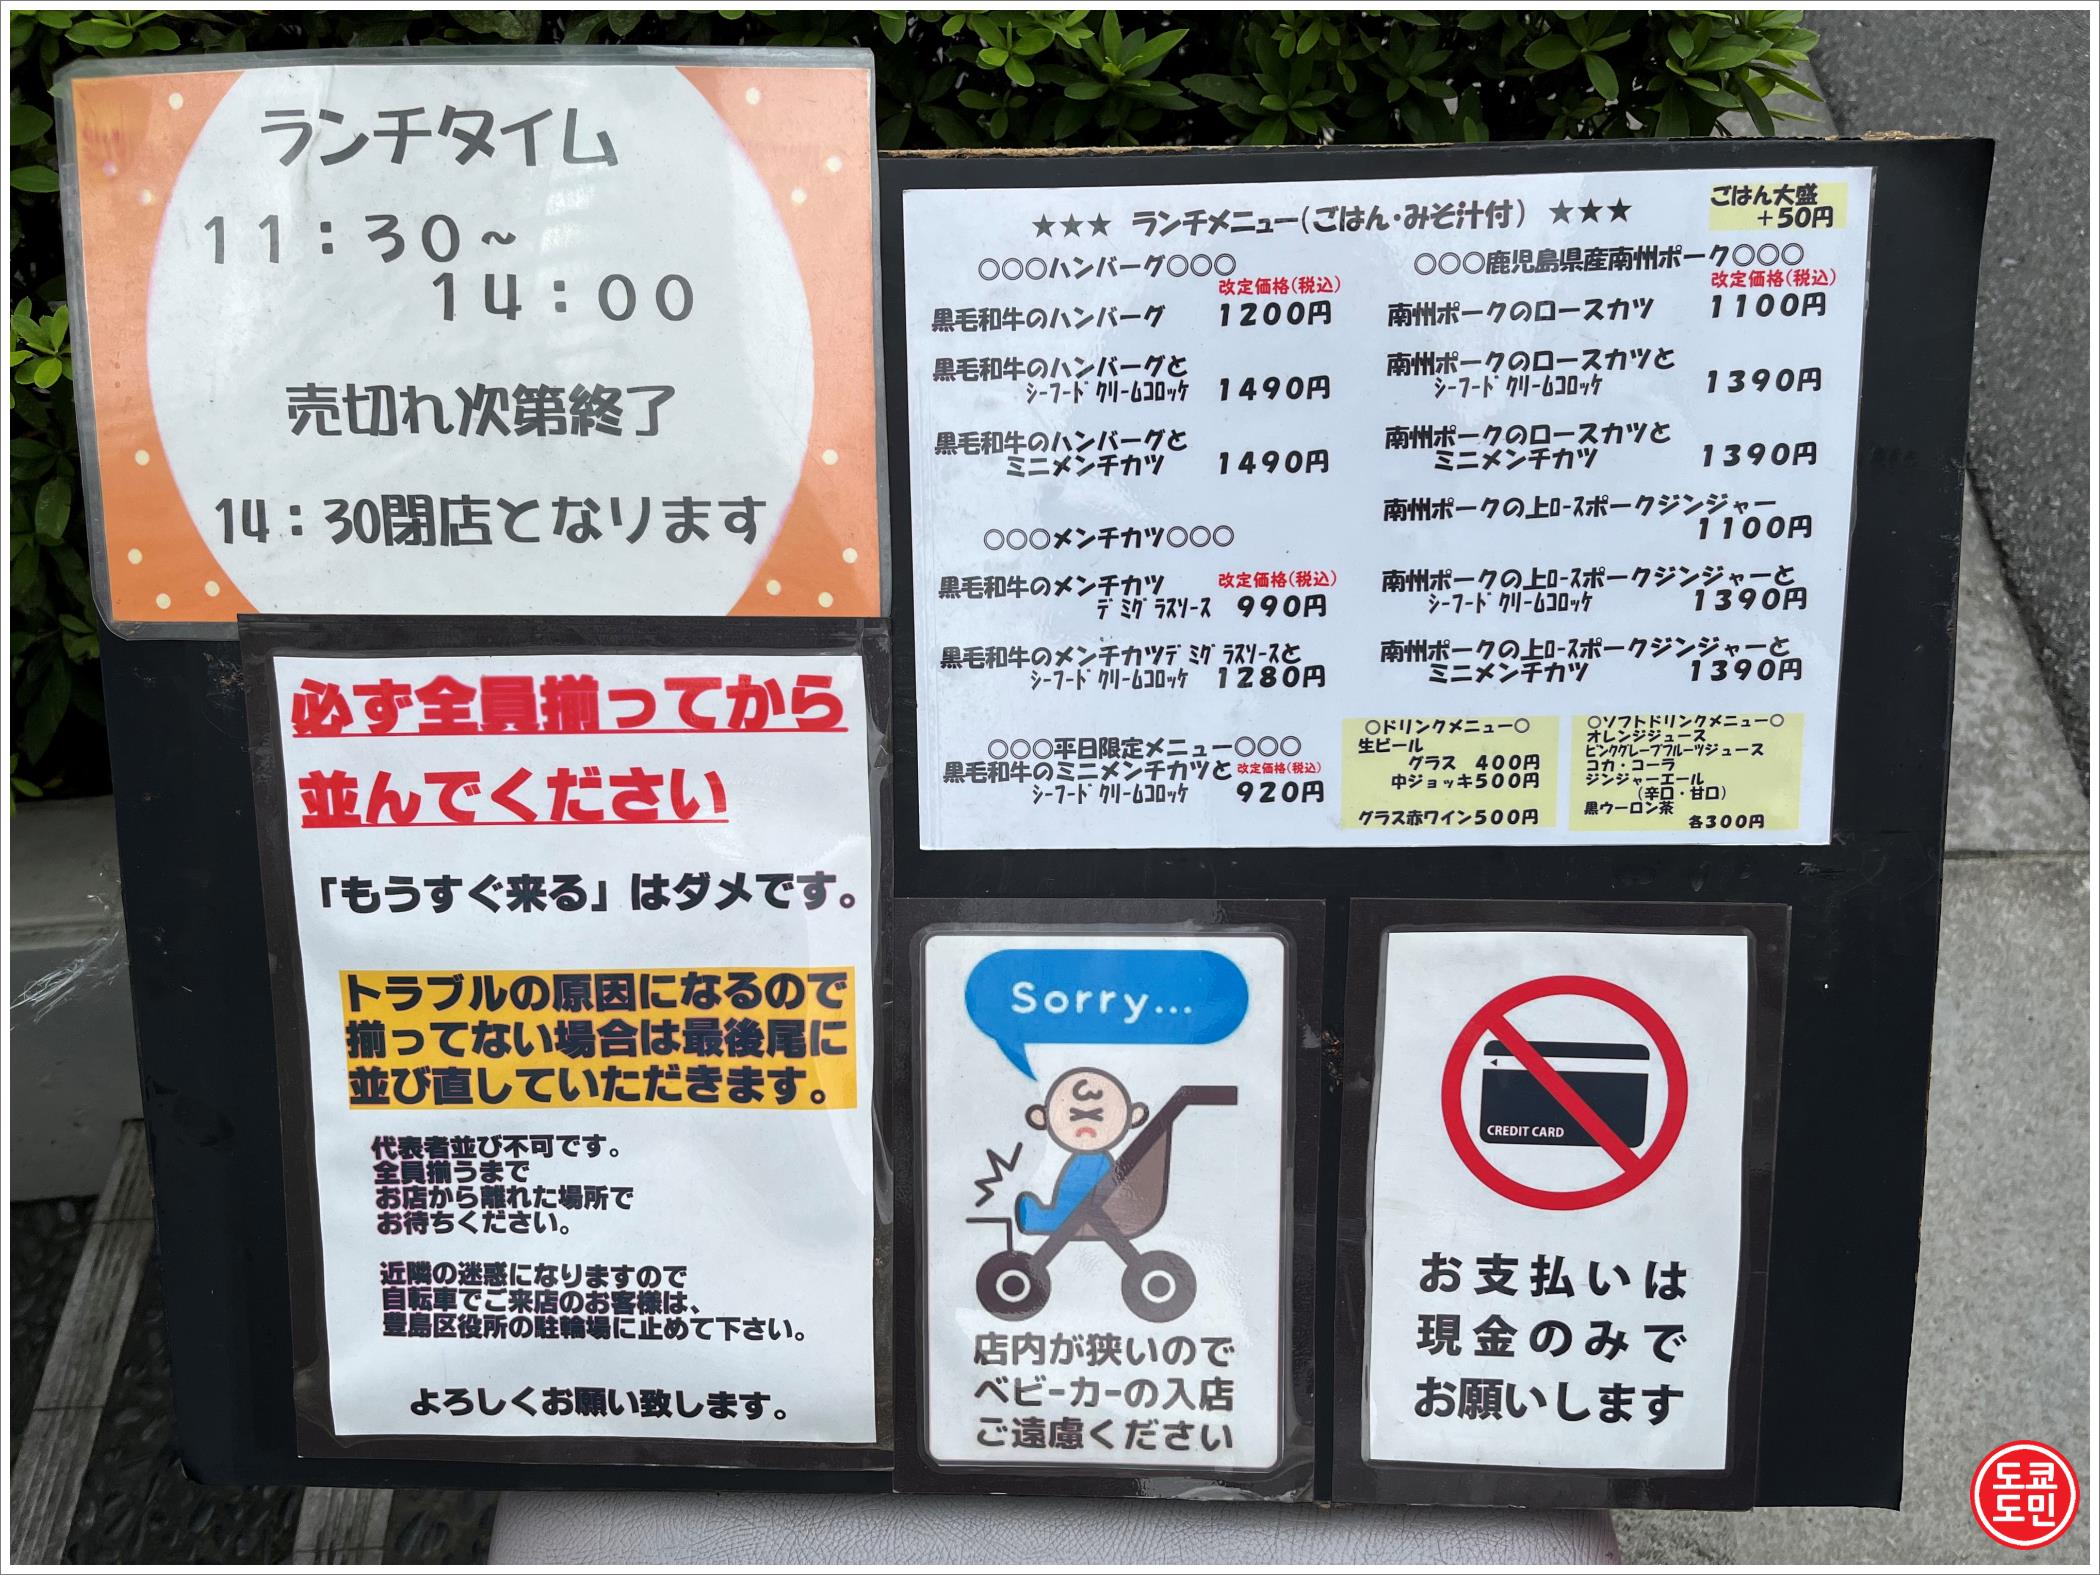 ランチタイム
11：30～
14：00
売切れ次第終了
14：30閉店となります
必ず全員揃ってから
並んでください
「もうすぐ来る」はダメです。
トラブルの原因になるので
揃ってない場合は最後尾に
並び直していただきます。
代表者並び不可です。
全員揃うまで
お店から離れた場所で
お待ちください。
近隣の迷惑になりますので
自転車でご来店のお客様は、
豊島区役所の駐輪場に止めて下さい。
よろしくお願い致します。
★★★ ランチメニュー(ごはん・みそ汁付) ★★★
ごはん大盛
＋50円
○○○ハンバーグ○○○
改定価格(税込)
黒毛和牛のハンバーグ 1200円
黒毛和牛のハンバーグと
ｼｰﾌｰﾄﾞｸﾘｰﾑｺﾛｯｹ 1490円
黒毛和牛のハンバーグと
ミニメンチカツ 1490円
○○○メンチカツ○○○
黒毛和牛のメンチカツ 改定価格(税込)
ﾃﾞﾐｸﾞﾗｽｿｰｽ 990円
黒毛和牛のメンチカツﾃﾞﾐｸﾞﾗｽｿｰｽと
ｼｰﾌｰﾄﾞｸﾘｰﾑｺﾛｯｹ 1280円
○○○平日限定メニュー○○○
黒毛和牛のミニメンチカツと 改定価格(税込)
ｼｰﾌｰﾄﾞｸﾘｰﾑｺﾛｯｹ 920円
○○○鹿児島県産南州ポーク○○○
改定価格(税込)
南州ポークのロースカツ 1100円
南州ポークのロースカツと
ｼｰﾌｰﾄﾞｸﾘｰﾑｺﾛｯｹ 1390円
南州ポークのロースカツと
ミニメンチカツ 1390円
南州ポークの上ﾛｰｽポークジンジャー
1100円
南州ポークの上ﾛｰｽポークジンジャーと
ｼｰﾌｰﾄﾞｸﾘｰﾑｺﾛｯｹ 1390円
南州ポークの上ﾛｰｽポークジンジャーと
ミニメンチカツ 1390円
○ドリンクメニュー○
生ビール
グラス 400円
中ジョッキ500円
グラス赤ワイン500円
○ソフトドリンクメニュー○
オレンジジュース
ピンクグレープフルーツジュース
コカ・コーラ
ジンジャーエール
(辛口・甘口)
黒ウーロン茶
各300円
Sorry...
店内が狭いので
ベビーカーの入店
ご遠慮ください
CREDIT CARD
お支払いは
現金のみで
お願いします
도쿄
도민